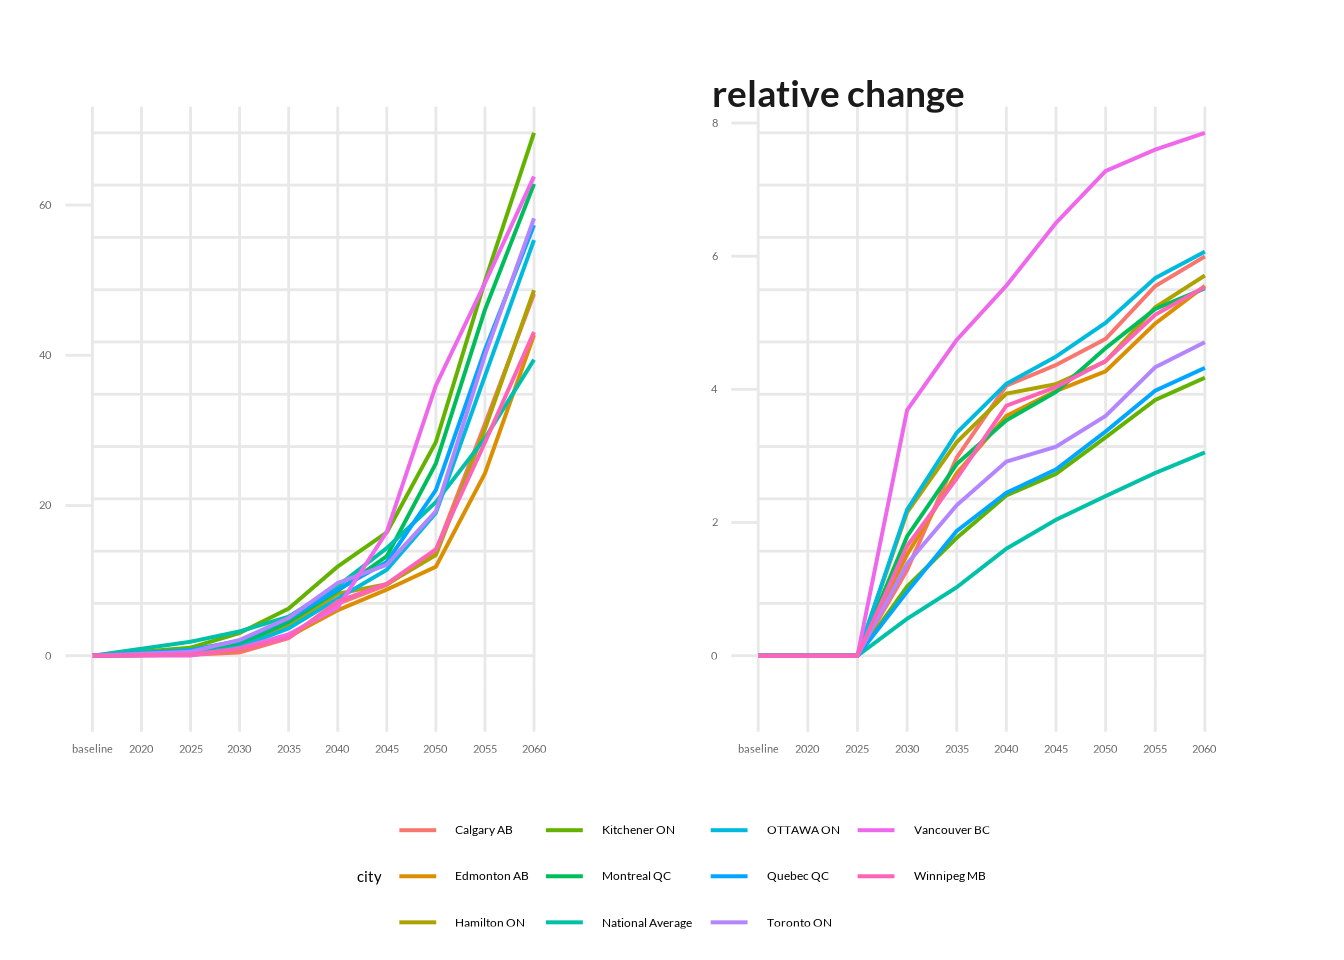 relative change
8
60
6
40
4
20
2
0
0
baseline 2020 2025 2030 2035 2040 2045 2050 2055 2060
baseline 2020 2025 2030 2035 2040 2045 2050 2055 2060
Calgary AB Kitchener ON OTTAWA ON Vancouver BC
city Edmonton AB Montreal QC Quebec QC Winnipeg MB
Hamilton ON National Average Toronto ON